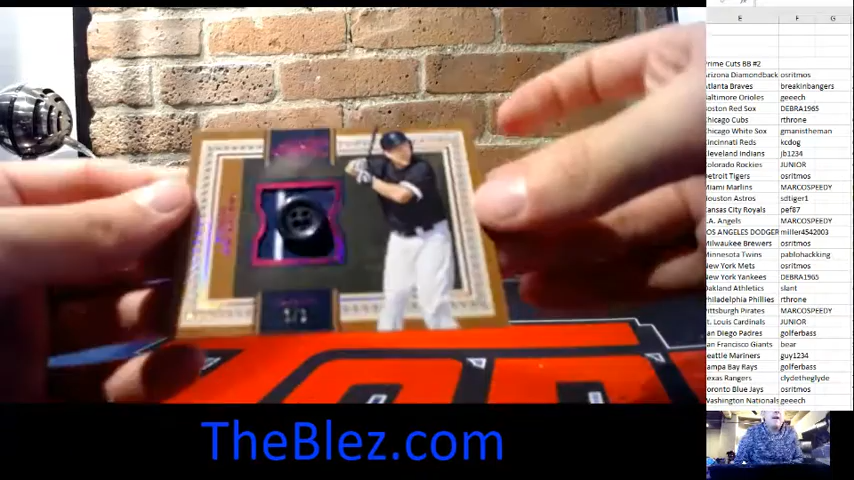 E F G
Prime Cuts BB #2
Arizona Diamondback osritmos
Atlanta Braves breakinbangers
Baltimore Orioles geeech
Boston Red Sox DEBRA1965
Chicago Cubs rthrone
Chicago White Sox gmanistheman
Cincinnati Reds kcdog
Cleveland Indians jb1234
Colorado Rockies JUNIOR
Detroit Tigers osritmos
Miami Marlins MARCOSPEEDY
Houston Astros sdtiger1
Kansas City Royals pef87
L.A. Angels MARCOSPEEDY
LOS ANGELES DODGER miller4542003
Milwaukee Brewers osritmos
Minnesota Twins pablohackking
New York Mets osritmos
New York Yankees DEBRA1965
Oakland Athletics slant
Philadelphia Phillies rthrone
Pittsburgh Pirates MARCOSPEEDY
St. Louis Cardinals JUNIOR
San Diego Padres golferbass
San Francisco Giants bear
Seattle Mariners guy1234
Tampa Bay Rays golferbass
Texas Rangers clydetheglyde
Toronto Blue Jays osritmos
Washington Nationals geeech
1/1
TheBlez.com